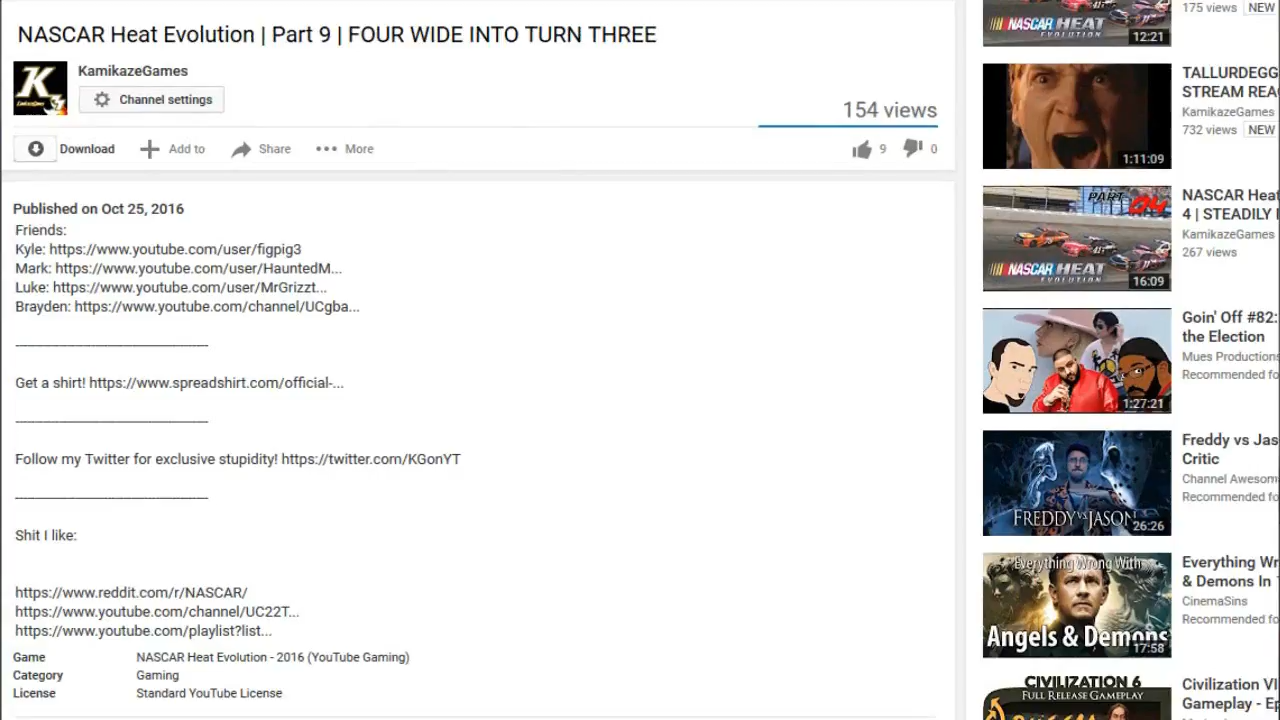 NASCAR Heat Evolution | Part 9 | FOUR WIDE INTO TURN THREE
K
KamikazeGames
Channel settings
154 views
Download
Add to
Share
More
9
0
Published on Oct 25, 2016
Friends:
Kyle: https://www.youtube.com/user/figpig3
Mark: https://www.youtube.com/user/HauntedM...
Luke: https://www.youtube.com/user/MrGrizzt...
Brayden: https://www.youtube.com/channel/UCgba...
Get a shirt! https://www.spreadshirt.com/official-...
Follow my Twitter for exclusive stupidity! https://twitter.com/KGonYT
Shit I like:
https://www.reddit.com/r/NASCAR/
https://www.youtube.com/channel/UC22T...
https://www.youtube.com/playlist?list...
Game NASCAR Heat Evolution - 2016 (YouTube Gaming)
Category Gaming
License Standard YouTube License
NASCAR HEAT
EVOLUTION
12:21
175 views NEW
1:11:09
TALLURDEGG
STREAM REA
KamikazeGames
732 views NEW
PART 04
NASCAR HEAT
EVOLUTION
16:09
NASCAR Heat
4 | STEADILY
KamikazeGames
267 views
1:27:21
Goin' Off #82:
the Election
Mues Productions
Recommended fo
FREDDY VS JASON
26:26
Freddy vs Jas
Critic
Channel Awesom
Recommended fo
Everything Wrong With
Angels & Demons
17:58
Everything Wr
& Demons In
CinemaSins
Recommended fo
CIVILIZATION 6
FULL RELEASE GAMEPLAY
Civilization VI
Gameplay - Ep